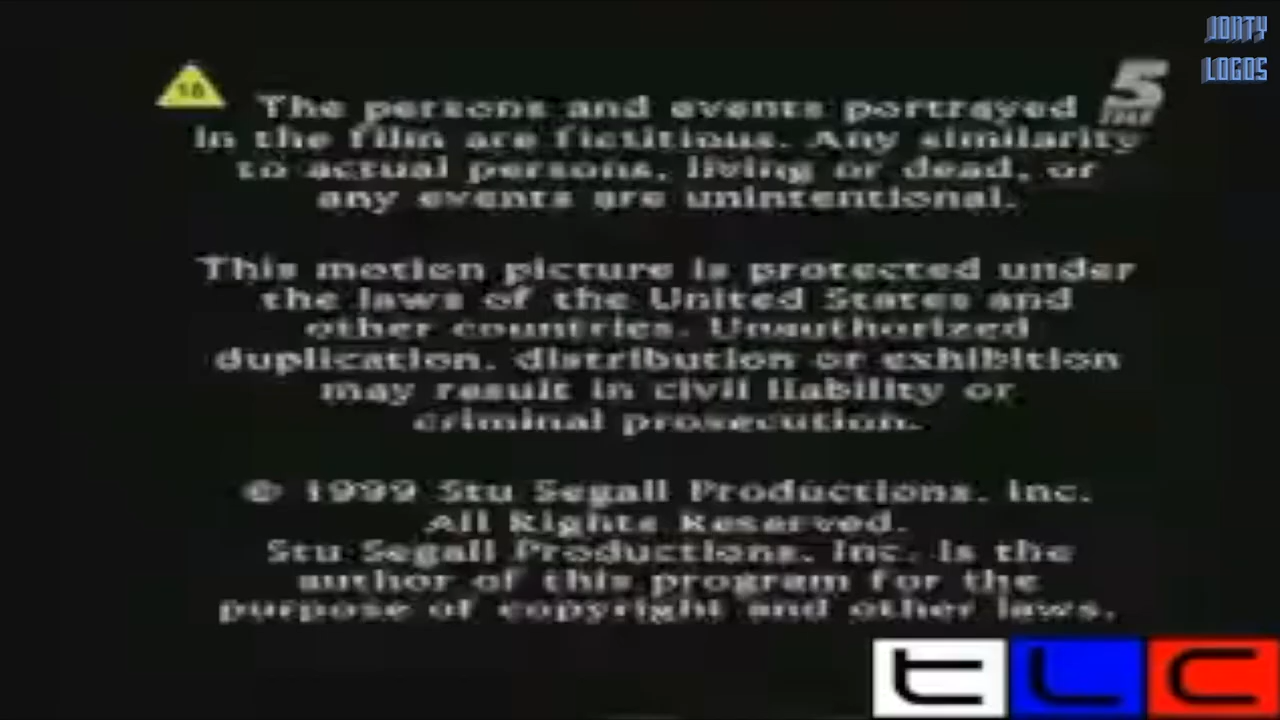 JONTY
LOGOS
18
5
The persons and events portrayed
in the film are fictitious. Any similarity
to actual persons, living or dead, or
any events are unintentional.
This motion picture is protected under
the laws of the United States and
other countries. Unauthorized
duplication, distribution or exhibition
may result in civil liability or
criminal prosecution.
© 1999 Stu Segall Productions, Inc.
All Rights Reserved.
Stu Segall Productions, Inc. is the
author of this program for the
purpose of copyright and other laws.
tLC